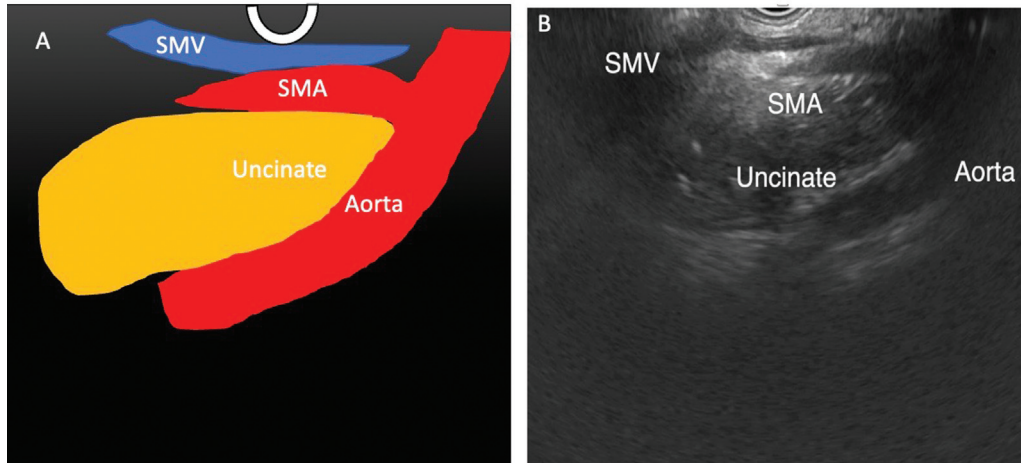 A
SMV
SMA
Uncinate
Aorta
B
SMV
SMA
Uncinate
Aorta